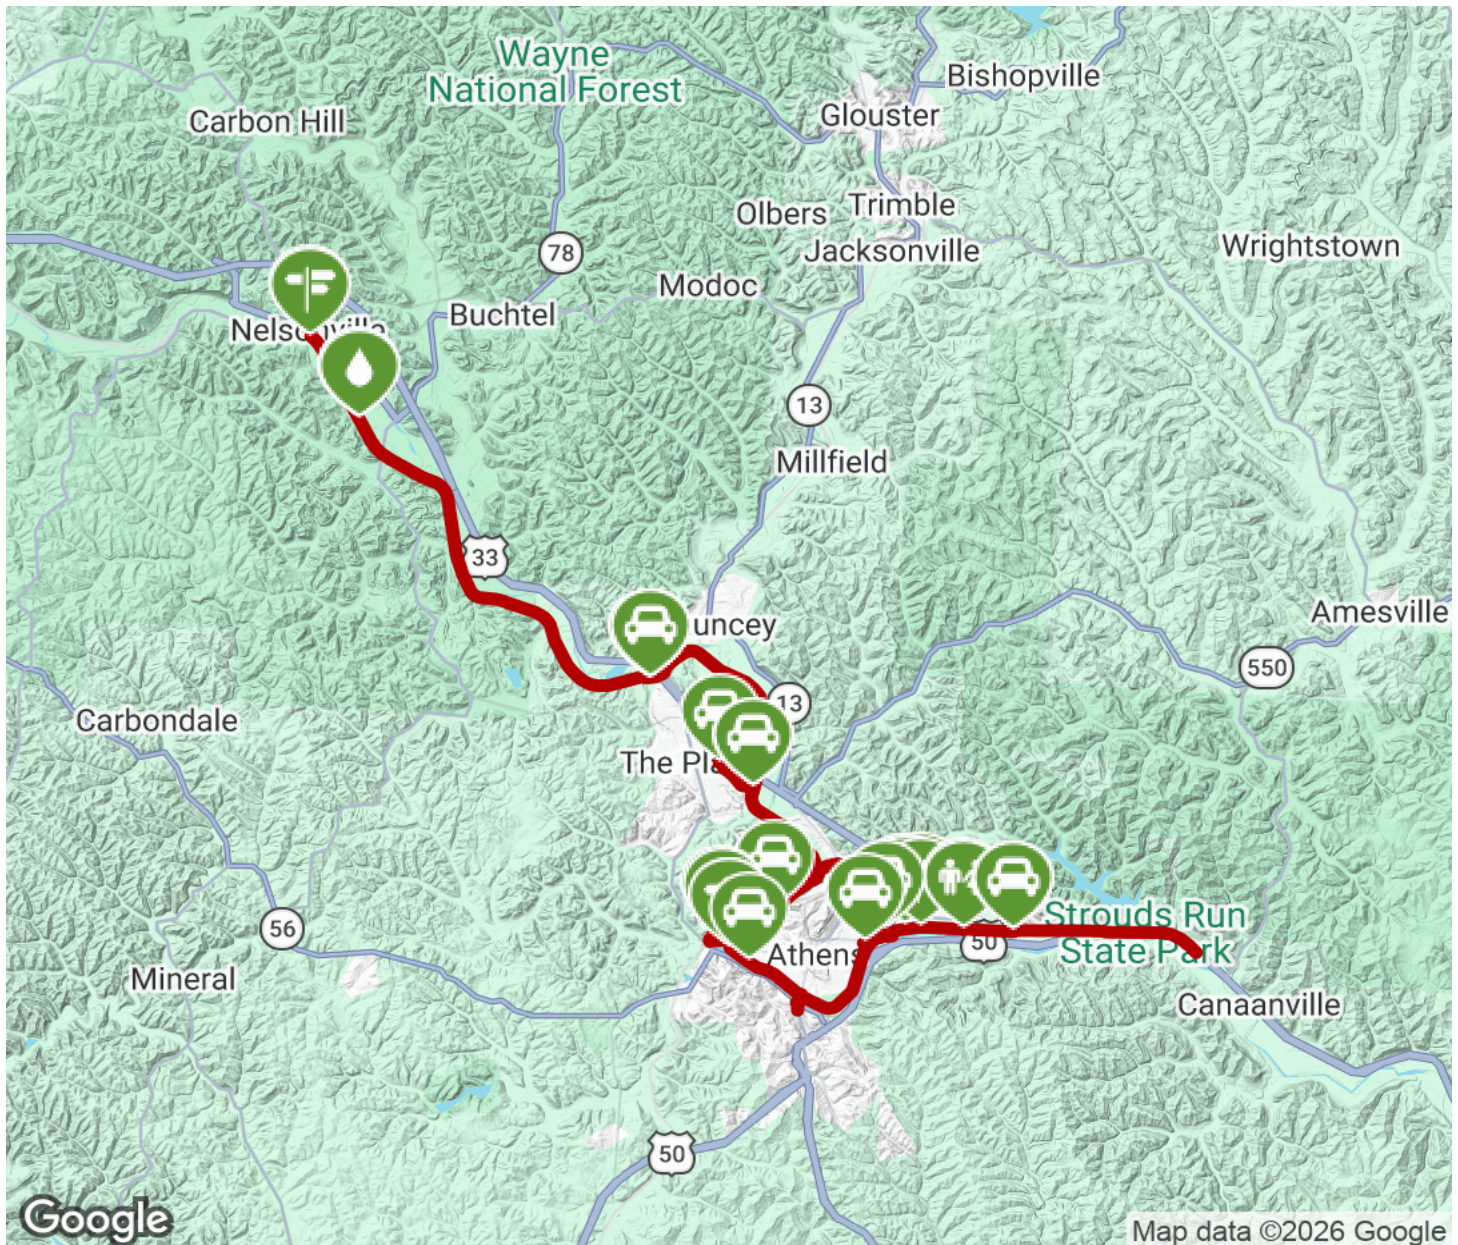 Wayne
National Forest
Bishopville
Glouster
Carbon Hill
Olbers
Trimble
Jacksonville
Wrightstown
78
Modoc
Buchtel
Nelsonville
13
Millfield
33
uncey
Amesville
550
13
Carbondale
The Pla
Strouds Run
State Park
56
50
Athens
Mineral
Canaanville
50
Google
Map data ©2026 Google